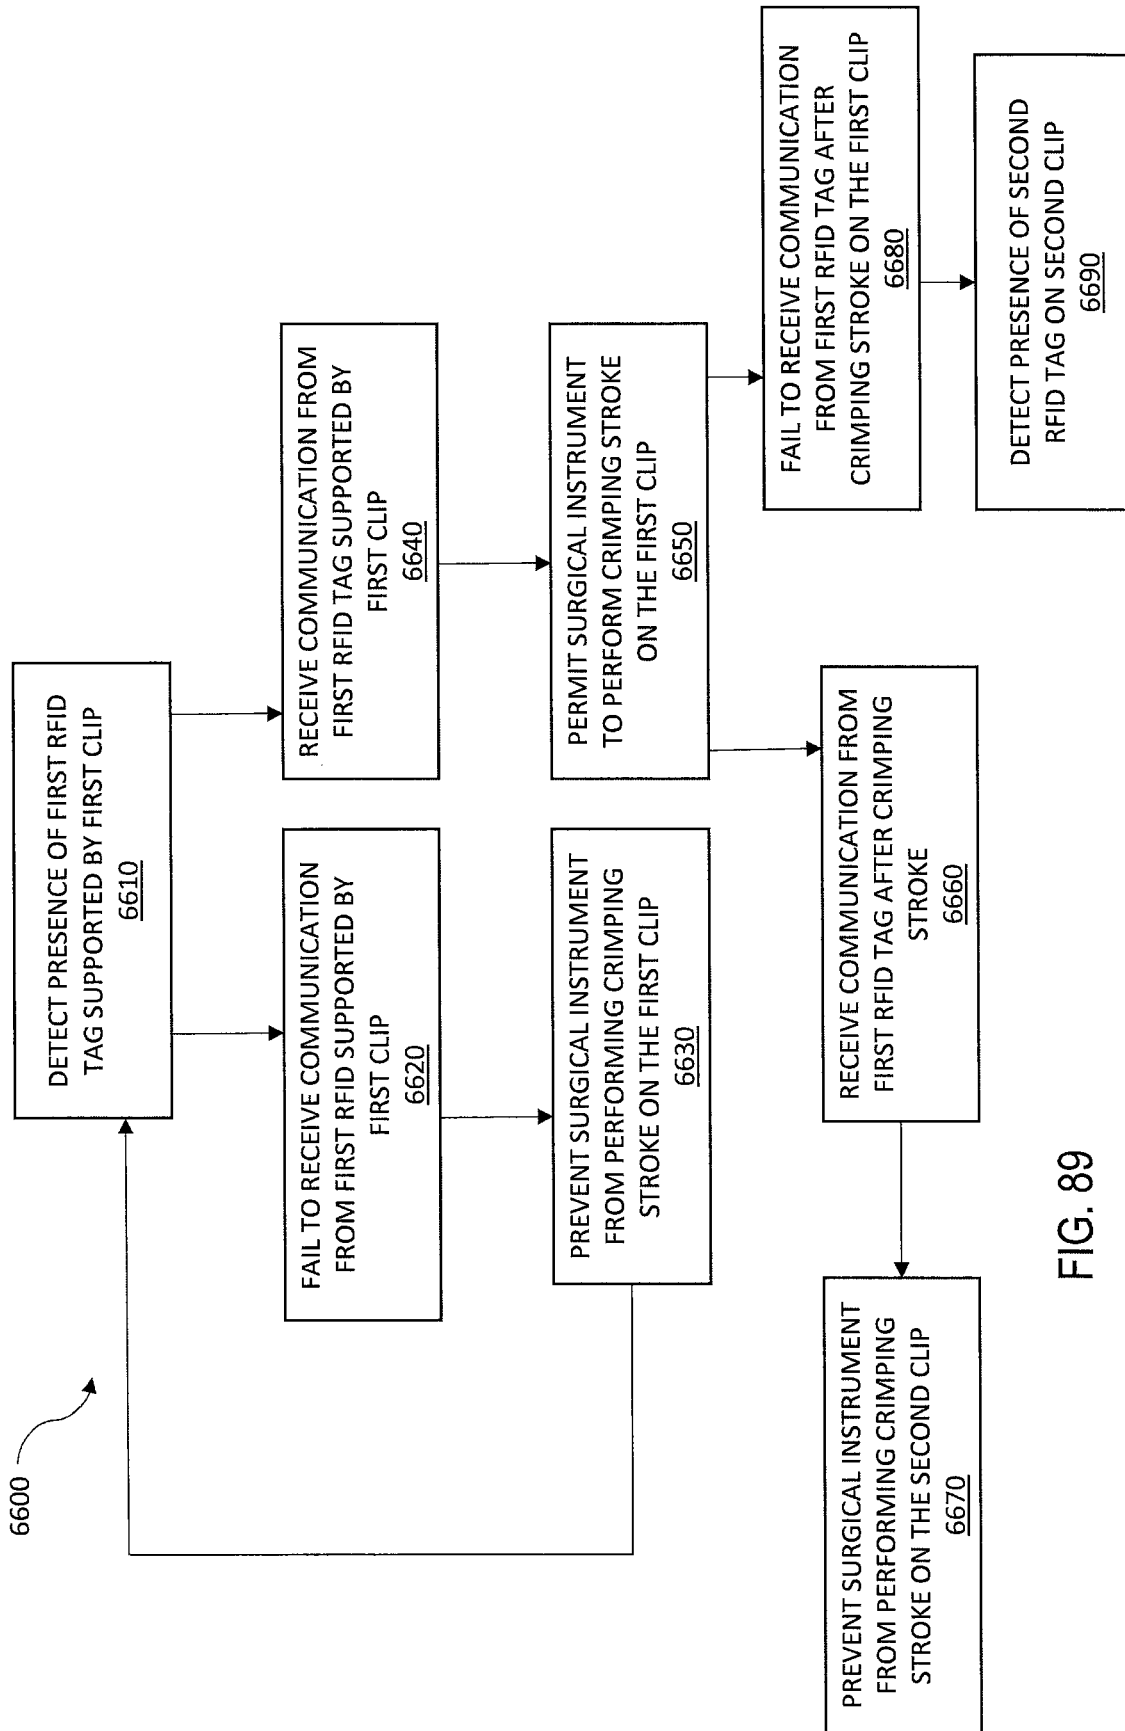 6600
DETECT PRESENCE OF FIRST RFID
TAG SUPPORTED BY FIRST CLIP
6610
FAIL TO RECEIVE COMMUNICATION
FROM FIRST RFID SUPPORTED BY
FIRST CLIP
6620
RECEIVE COMMUNICATION FROM
FIRST RFID TAG SUPPORTED BY
FIRST CLIP
6640
PREVENT SURGICAL INSTRUMENT
FROM PERFORMING CRIMPING
STROKE ON THE FIRST CLIP
6630
PERMIT SURGICAL INSTRUMENT
TO PERFORM CRIMPING STROKE
ON THE FIRST CLIP
6650
PREVENT SURGICAL INSTRUMENT
FROM PERFORMING CRIMPING
STROKE ON THE SECOND CLIP
6670
RECEIVE COMMUNICATION FROM
FIRST RFID TAG AFTER CRIMPING
STROKE
6660
FAIL TO RECEIVE COMMUNICATION
FROM FIRST RFID TAG AFTER
CRIMPING STROKE ON THE FIRST CLIP
6680
DETECT PRESENCE OF SECOND
RFID TAG ON SECOND CLIP
6690
FIG. 89